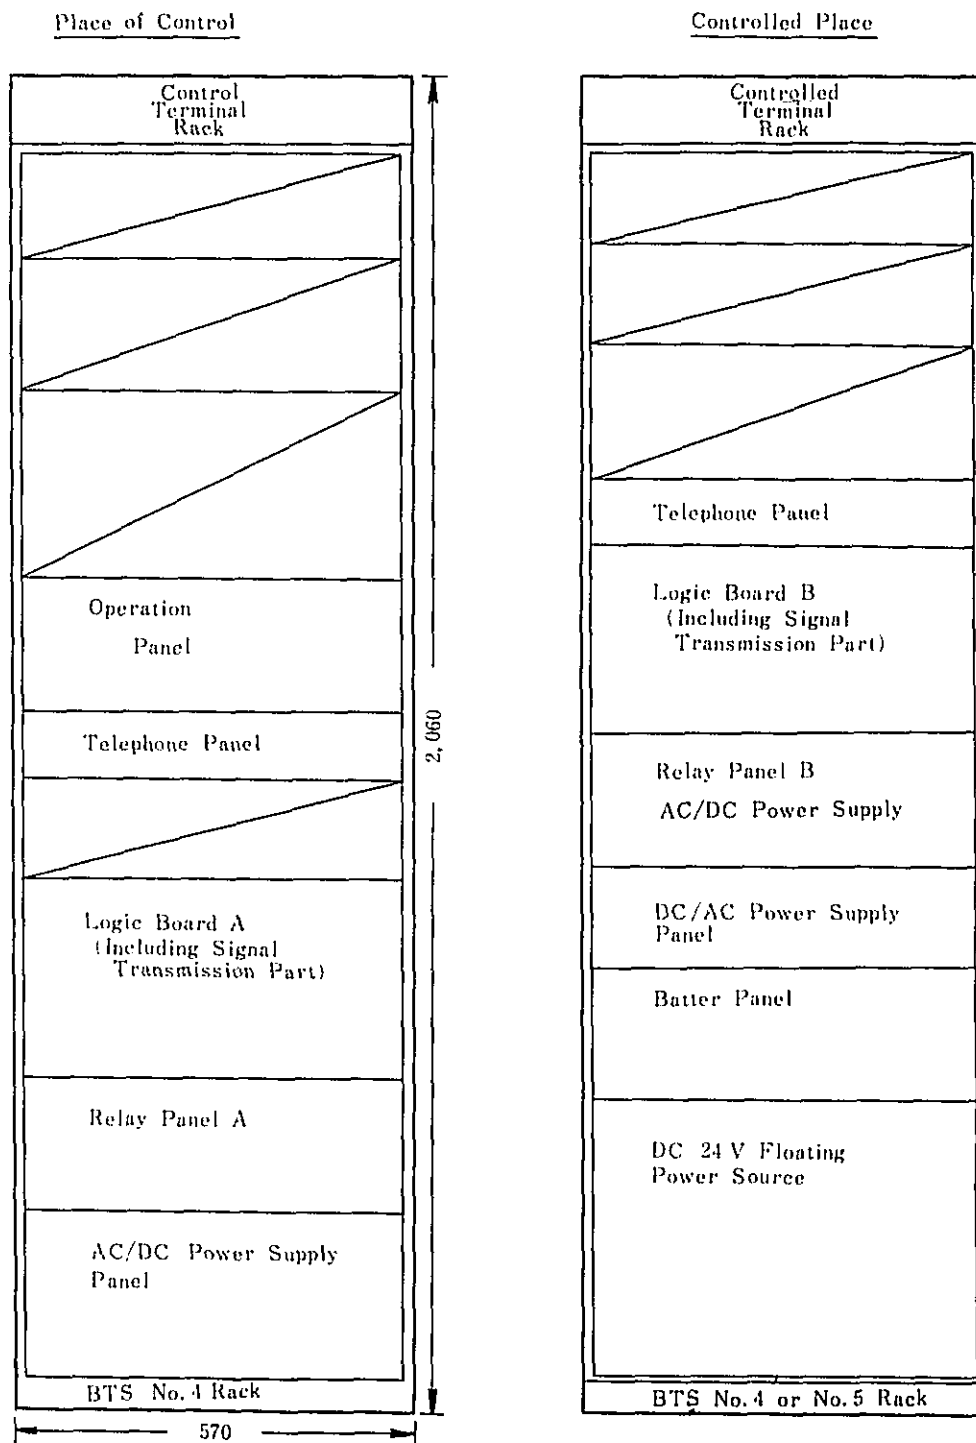 Place of Control
Control
Terminal
Rack
Operation
Panel
Telephone Panel
Logic Board A
(Including Signal
Transmission Part)
Relay Panel A
AC/DC Power Supply
Panel
BTS No.4 Rack
570
2,060
Controlled Place
Controlled
Terminal
Rack
Telephone Panel
Logic Board B
(Including Signal
Transmission Part)
Relay Panel B
AC/DC Power Supply
DC/AC Power Supply
Panel
Batter Panel
DC 24 V Floating
Power Source
BTS No.4 or No.5 Rack